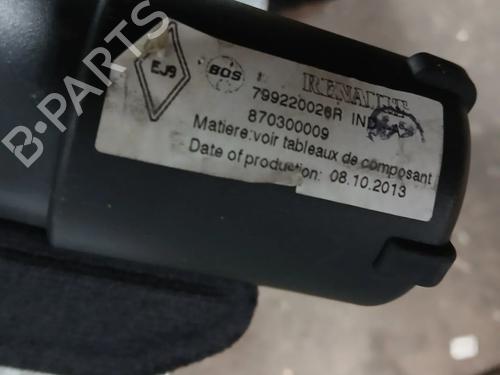 B-PARTS
EJ9
BOS
RENAULT
799220026R IND
870300009
Matiere:voir tableaux de composant
Date of production: 08.10.2013